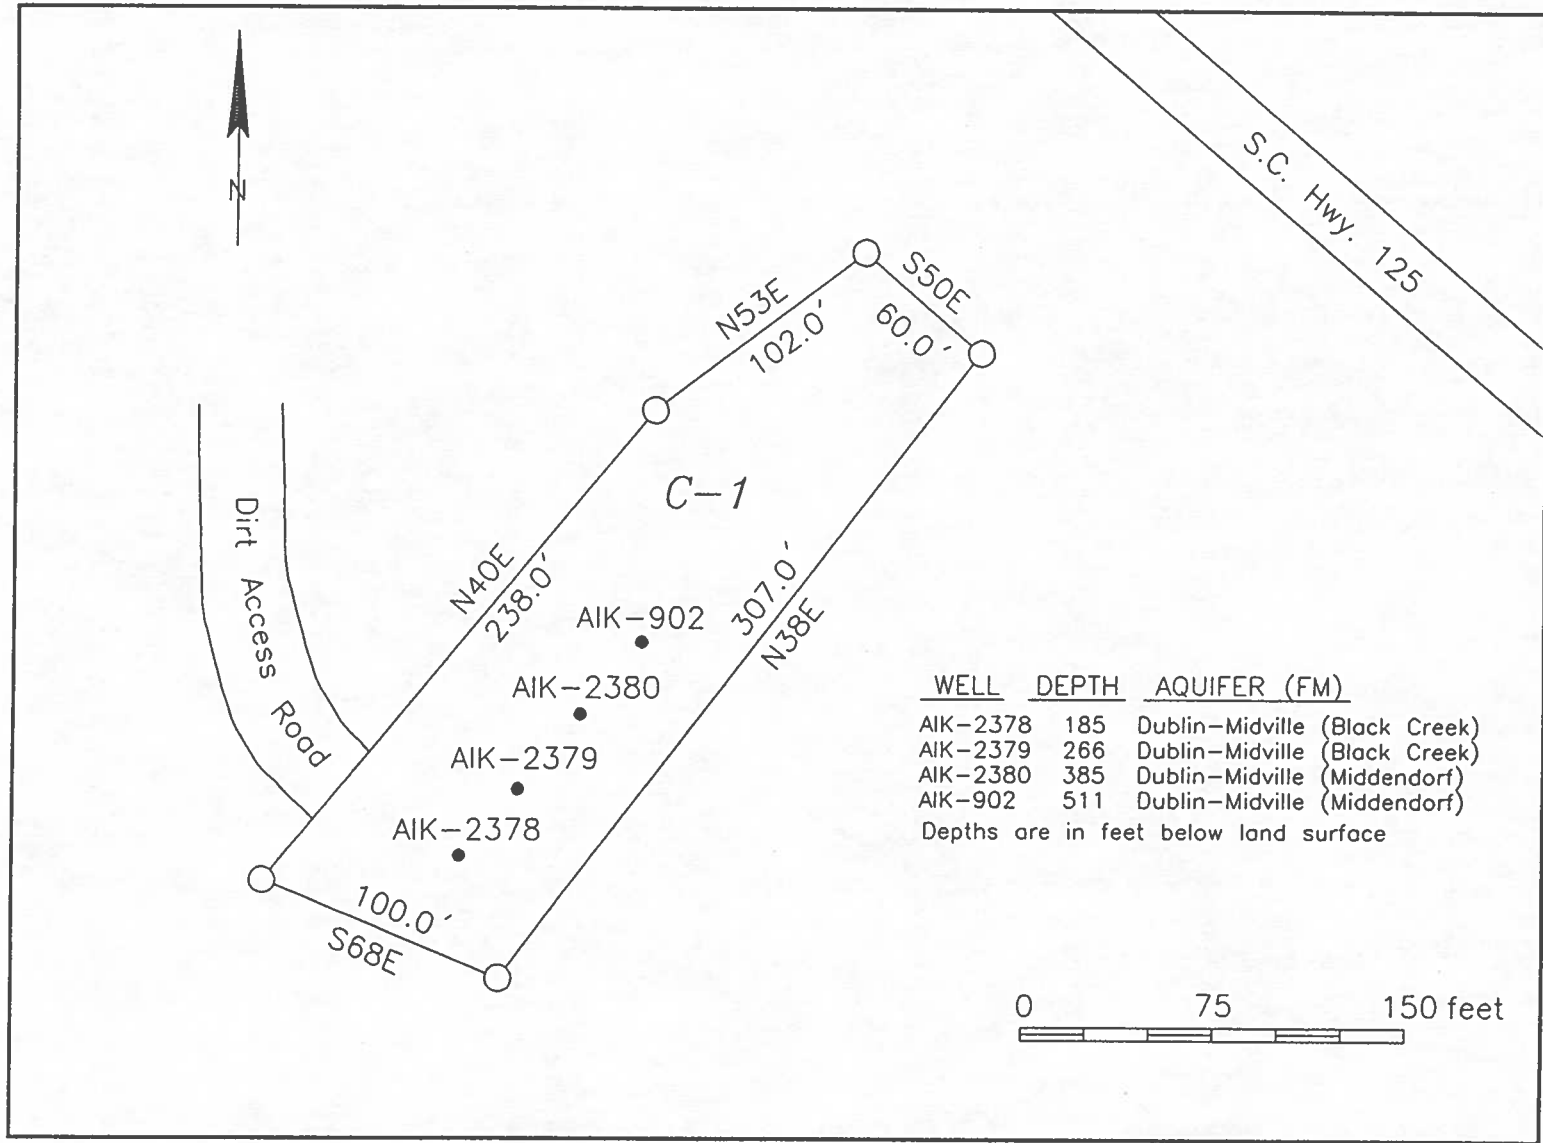 N
S.C. Hwy. 125
S50E
60.0´
N53E
102.0´
C-1
N40E
238.0´
307.0´
N38E
Dirt Access Road
AIK-902
AIK-2380
AIK-2379
AIK-2378
100.0´
S68E
WELL DEPTH AQUIFER (FM)
AIK-2378 185 Dublin-Midville (Black Creek)
AIK-2379 266 Dublin-Midville (Black Creek)
AIK-2380 385 Dublin-Midville (Middendorf)
AIK-902 511 Dublin-Midville (Middendorf)
Depths are in feet below land surface
0 75 150 feet